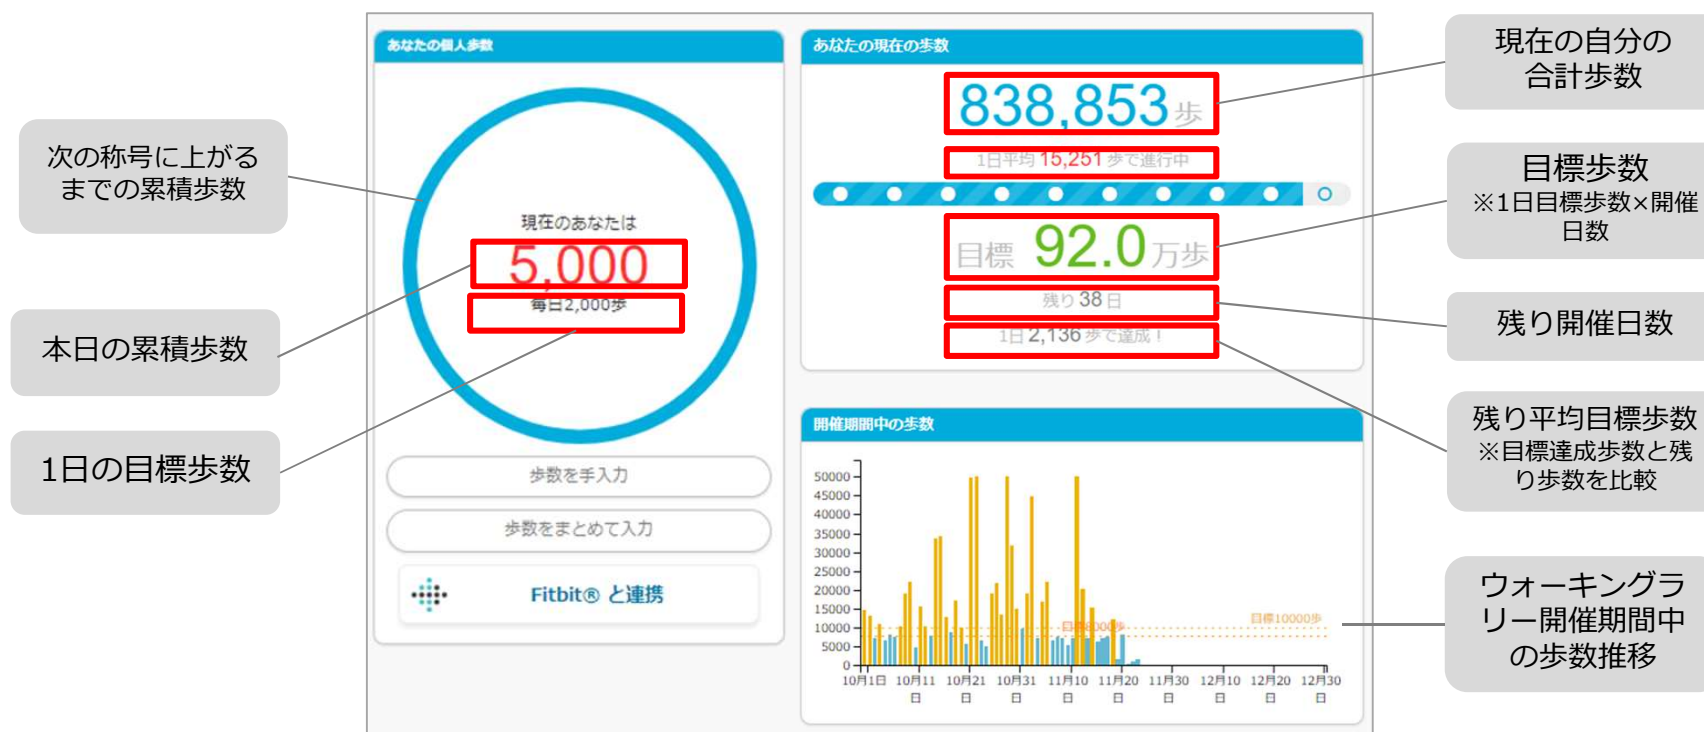 次の称号に上がる
までの累積歩数
本日の累積歩数
1日の目標歩数
あなたの個人歩数
現在のあなたは
5,000
毎日2,000歩
歩数を手入力
歩数をまとめて入力
Fitbit® と連携
あなたの現在の歩数
838,853歩
1日平均 15,251 歩で進行中
目標 92.0 万歩
残り 38 日
1日 2,136 歩で達成！
開催期間中の歩数
50000
45000
40000
35000
30000
25000
20000
15000
10000
5000
0
目標10000歩
目標8000歩
10月1日 10月11日 10月21日 10月31日 11月10日 11月20日 11月30日 12月10日 12月20日 12月30日
現在の自分の
合計歩数
目標歩数
※1日目標歩数×開催
日数
残り開催日数
残り平均目標歩数
※目標達成歩数と残
り歩数を比較
ウォーキングラ
リー開催期間中
の歩数推移